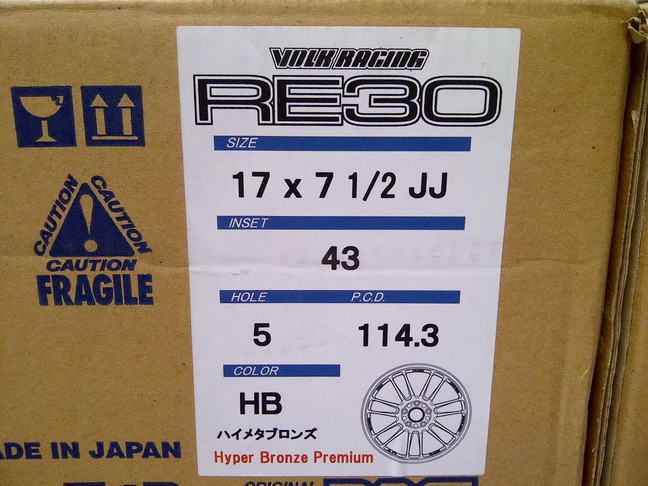 VOLK RACING
RE30
SIZE
17 x 7 1/2 JJ
INSET
43
HOLE P.C.D.
5 114.3
COLOR
HB
ハイメタブロンズ
Hyper Bronze Premium
CAUTION CAUTION
CAUTION
FRAGILE
ADE IN JAPAN
ORIGINAL